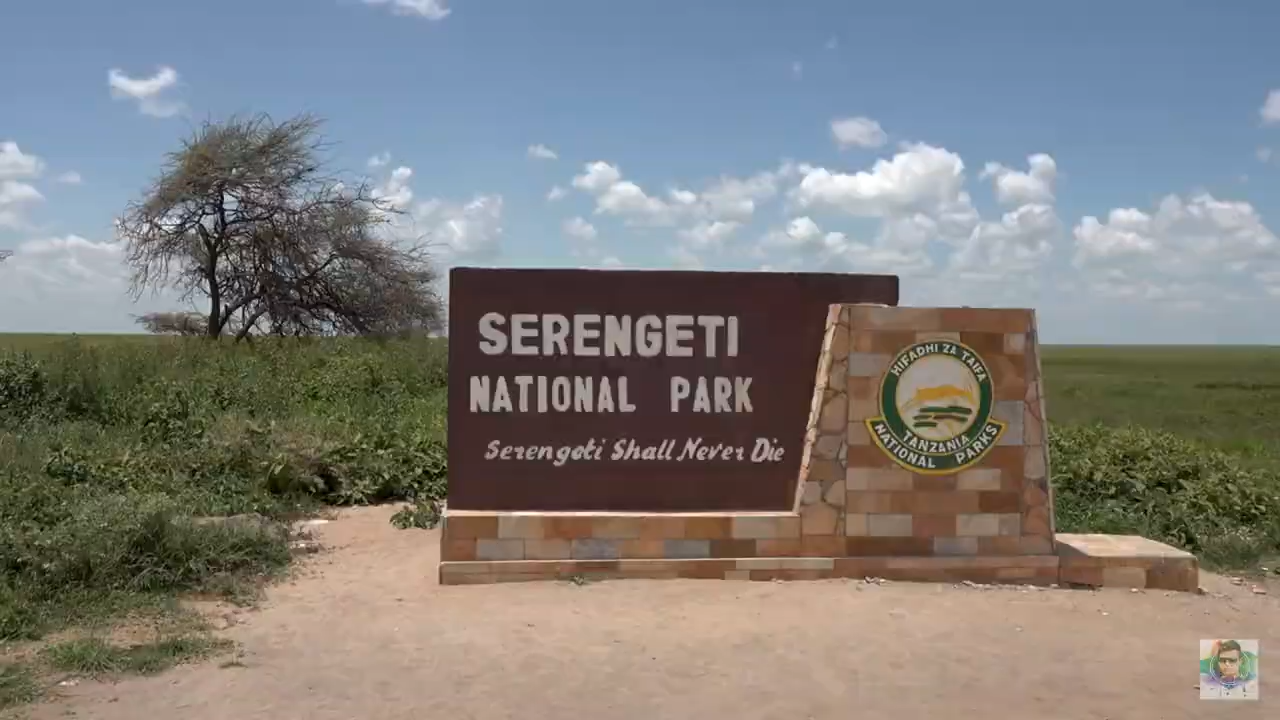 SERENGETI
NATIONAL PARK
Serengeti Shall Never Die
HIFADHI ZA TAIFA
TANZANIA
NATIONAL PARKS